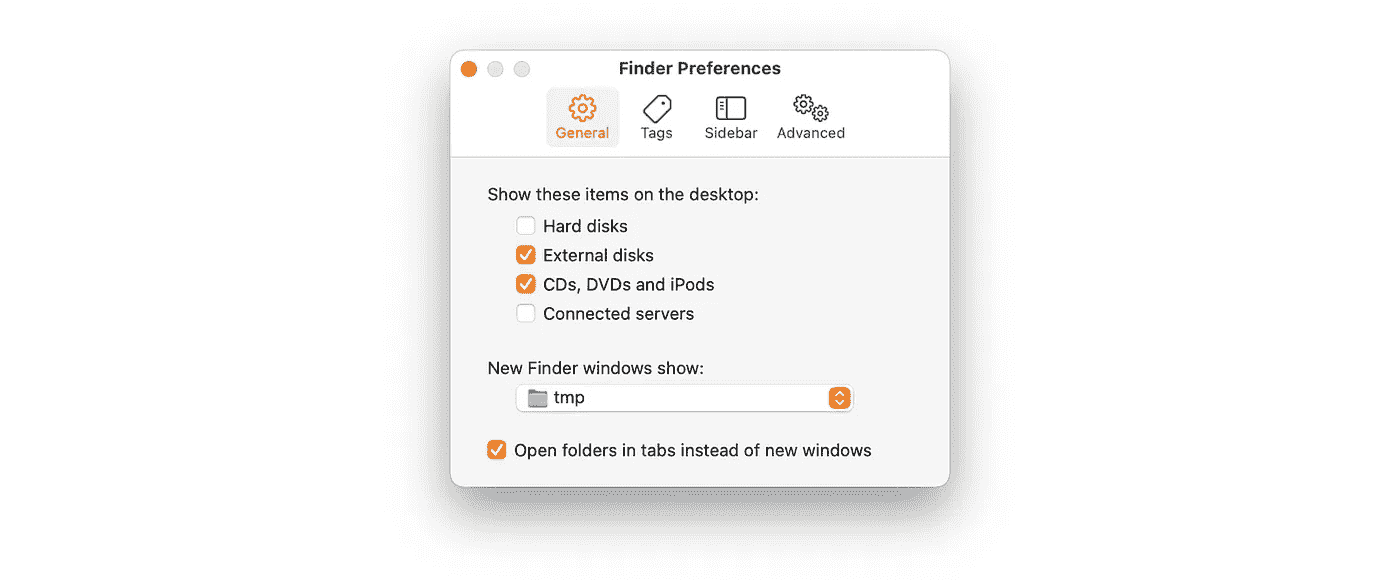 Finder Preferences
General Tags Sidebar Advanced
Show these items on the desktop:
Hard disks
External disks
CDs, DVDs and iPods
Connected servers
New Finder windows show:
tmp
Open folders in tabs instead of new windows